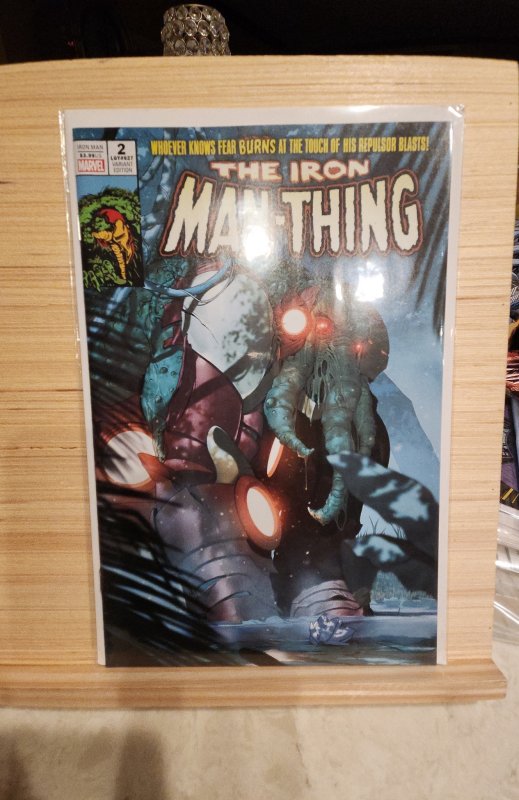 IRON MAN
$3.99 US
MARVEL
2
LGY#627
VARIANT
EDITION
WHOEVER KNOWS FEAR BURNS AT THE TOUCH OF HIS REPULSOR BLASTS!
THE IRON
MAN-THING